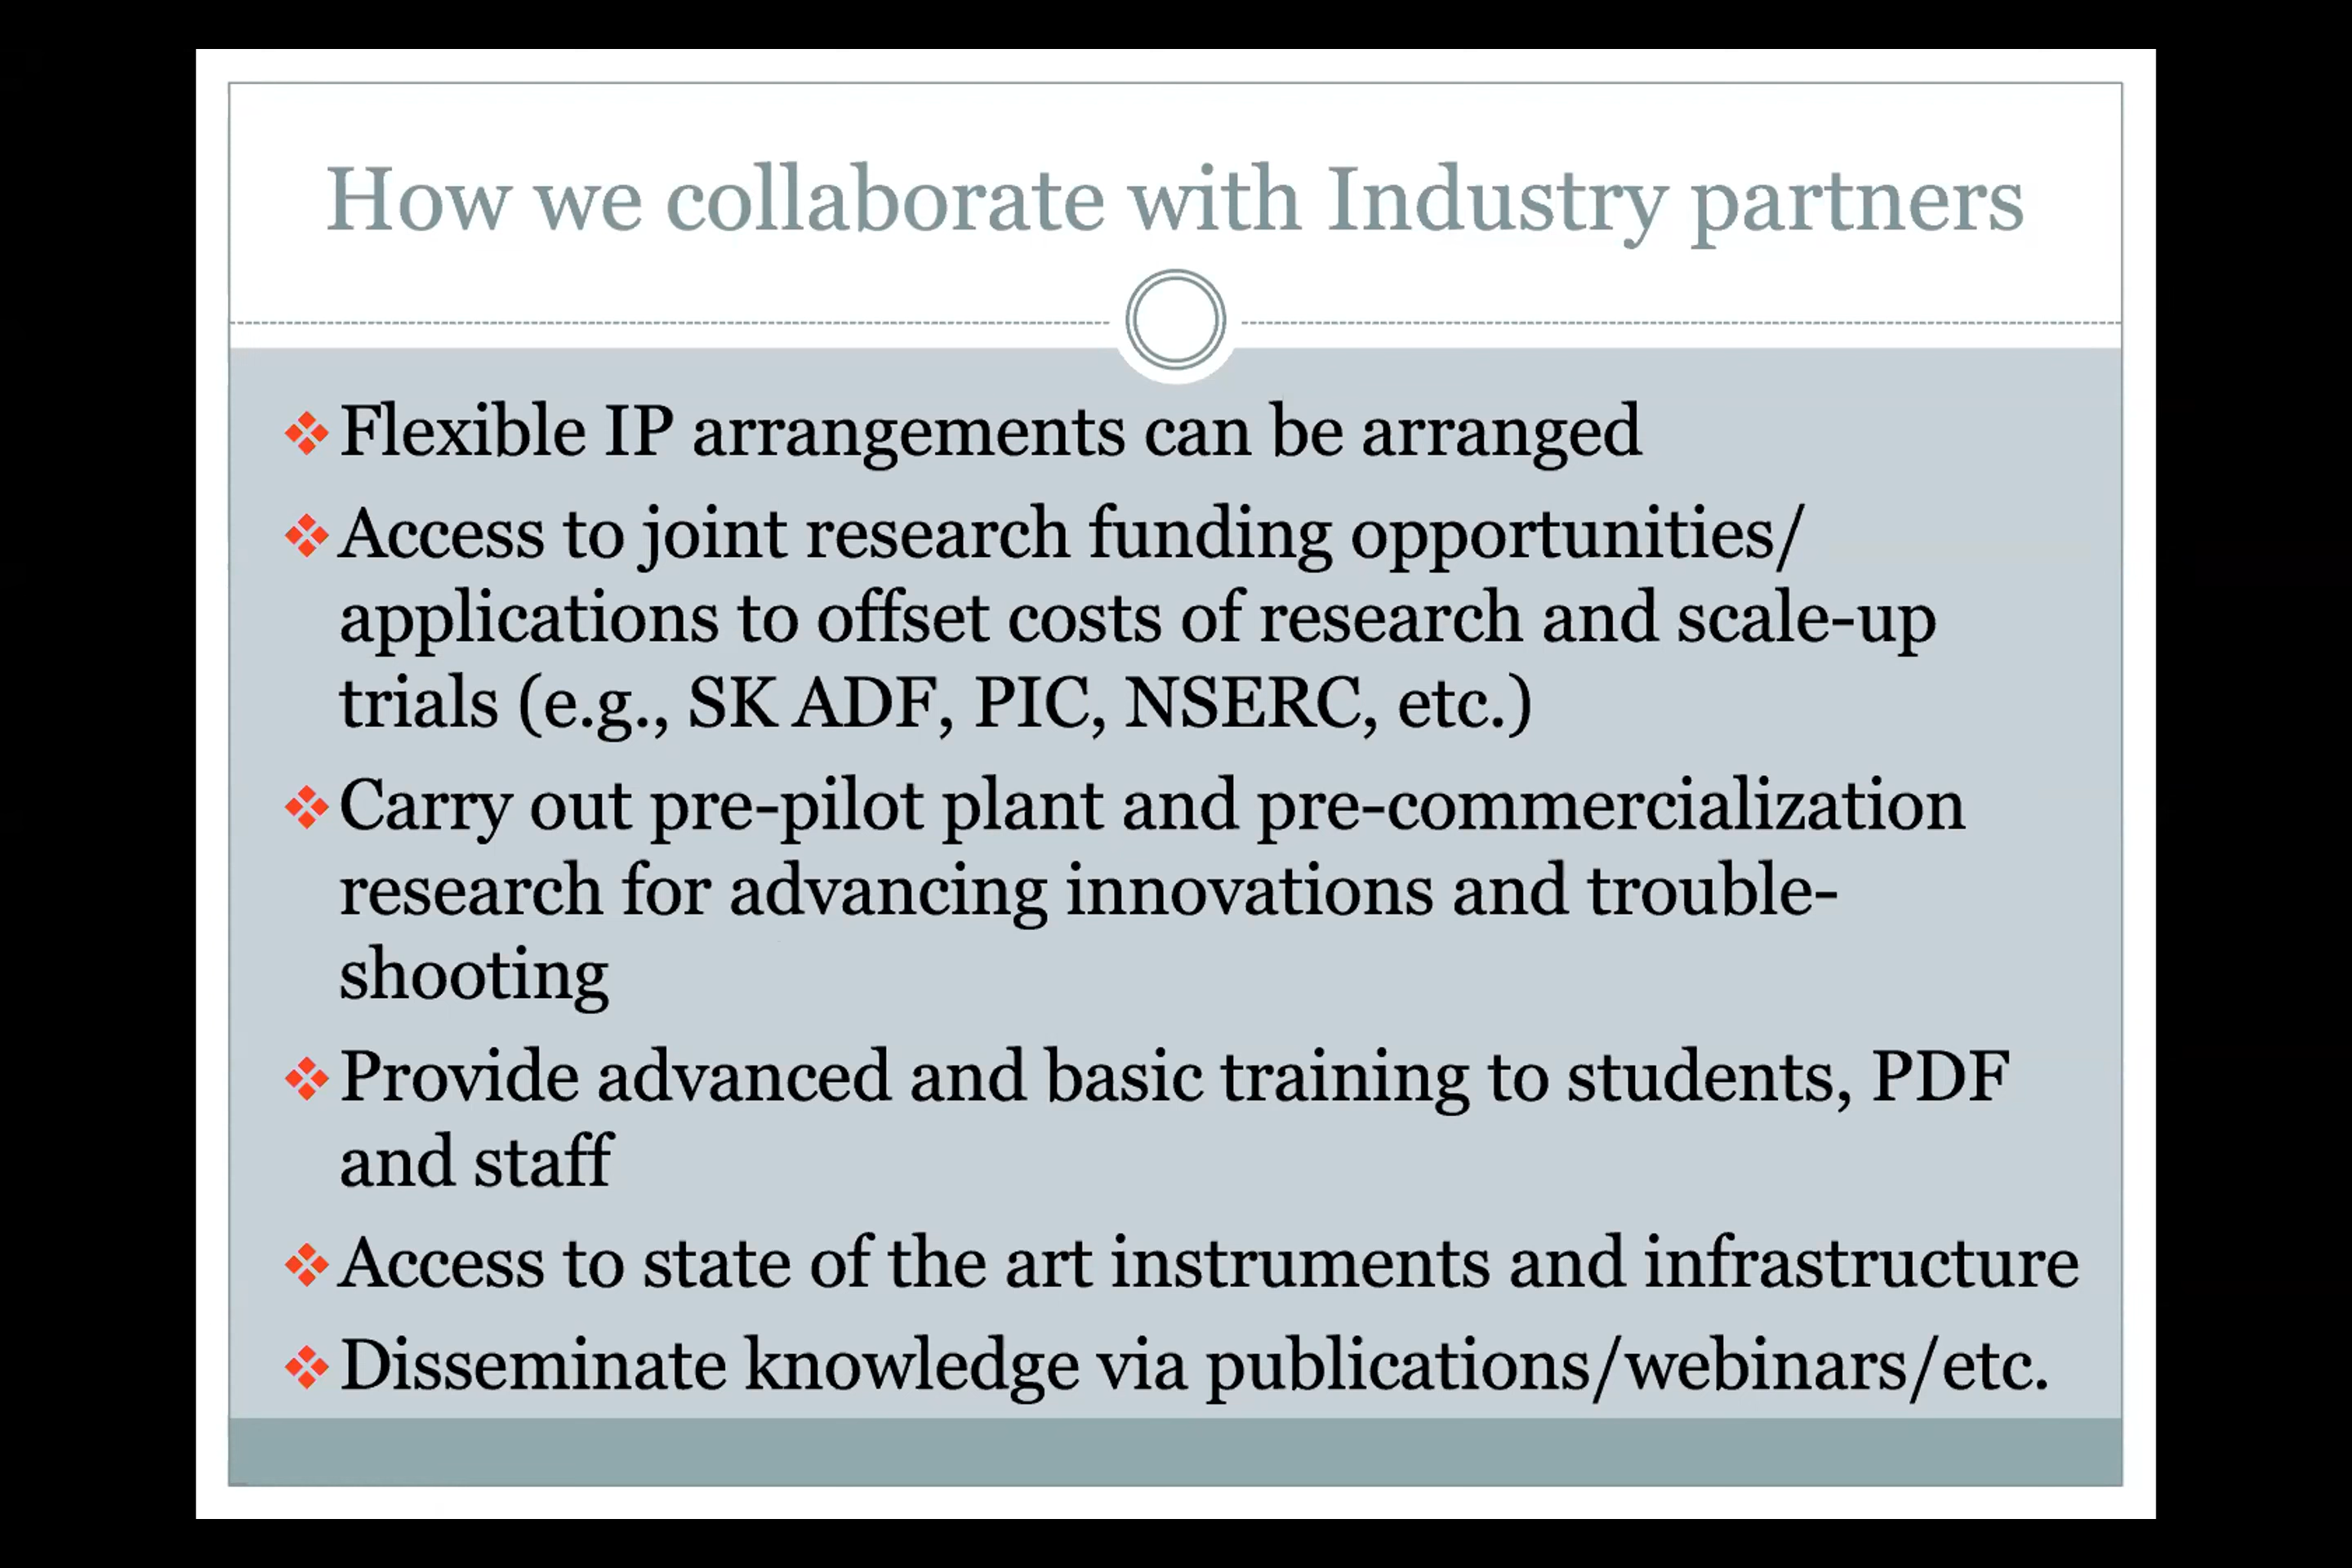 How we collaborate with Industry partners
Flexible IP arrangements can be arranged
Access to joint research funding opportunities/
applications to offset costs of research and scale-up
trials (e.g., SK ADF, PIC, NSERC, etc.)
Carry out pre-pilot plant and pre-commercialization
research for advancing innovations and trouble-
shooting
Provide advanced and basic training to students, PDF
and staff
Access to state of the art instruments and infrastructure
Disseminate knowledge via publications/webinars/etc.